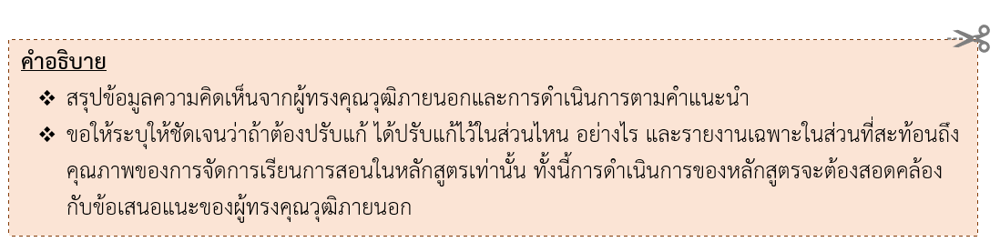 คำอธิบาย
❖ สรุปข้อมูลความคิดเห็นจากผู้ทรงคุณวุฒิภายนอกและการดำเนินการตามคำแนะนำ
❖ ขอให้ระบุให้ชัดเจนว่าถ้าต้องปรับแก้ ได้ปรับแก้ไว้ในส่วนไหน อย่างไร และรายงานเฉพาะในส่วนที่สะท้อนถึง
คุณภาพของการจัดการเรียนการสอนในหลักสูตรเท่านั้น ทั้งนี้การดำเนินการของหลักสูตรจะต้องสอดคล้อง
กับข้อเสนอแนะของผู้ทรงคุณวุฒิภายนอก